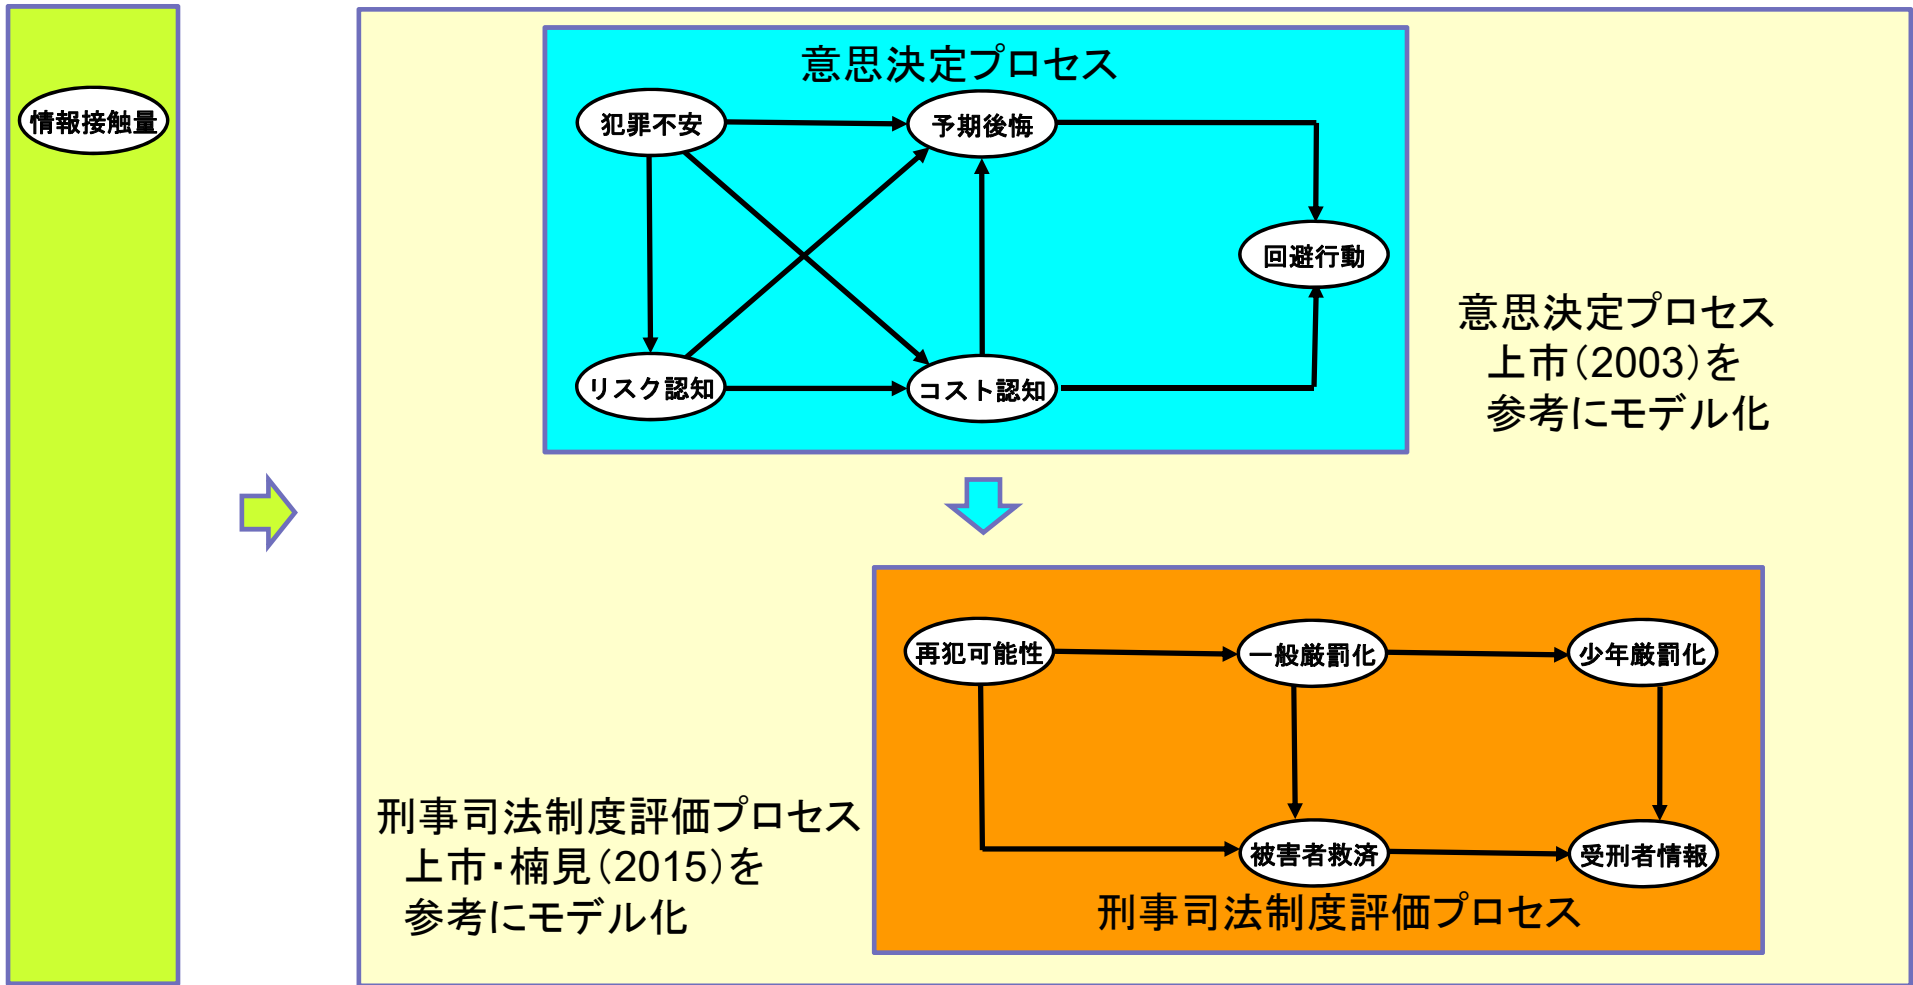 情報接触量
意思決定プロセス
犯罪不安
予期後悔
回避行動
リスク認知
コスト認知
意思決定プロセス
上市(2003)を
参考にモデル化
再犯可能性
一般厳罰化
少年厳罰化
被害者救済
受刑者情報
刑事司法制度評価プロセス
刑事司法制度評価プロセス
上市・楠見(2015)を
参考にモデル化